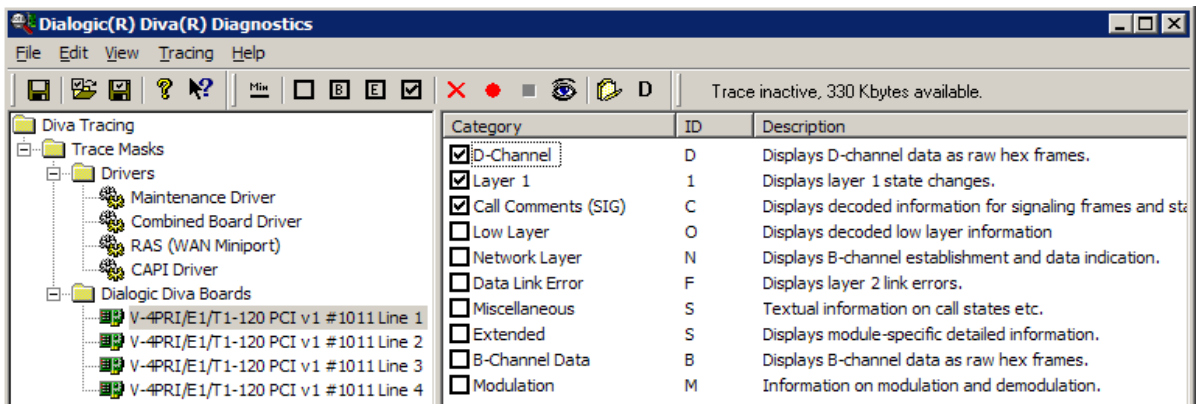 Dialogic(R) Diva(R) Diagnostics
File Edit View Tracing Help
Min B E D Trace inactive, 330 Kbytes available.
Diva Tracing
Trace Masks
Drivers
Maintenance Driver
Combined Board Driver
RAS (WAN Miniport)
CAPI Driver
Dialogic Diva Boards
V-4PRI/E1/T1-120 PCI v1 #1011 Line 1
V-4PRI/E1/T1-120 PCI v1 #1011 Line 2
V-4PRI/E1/T1-120 PCI v1 #1011 Line 3
V-4PRI/E1/T1-120 PCI v1 #1011 Line 4
Category ID Description
D-Channel D Displays D-channel data as raw hex frames.
Layer 1 1 Displays layer 1 state changes.
Call Comments (SIG) C Displays decoded information for signaling frames and sta
Low Layer O Displays decoded low layer information
Network Layer N Displays B-channel establishment and data indication.
Data Link Error F Displays layer 2 link errors.
Miscellaneous S Textual information on call states etc.
Extended S Displays module-specific detailed information.
B-Channel Data B Displays B-channel data as raw hex frames.
Modulation M Information on modulation and demodulation.